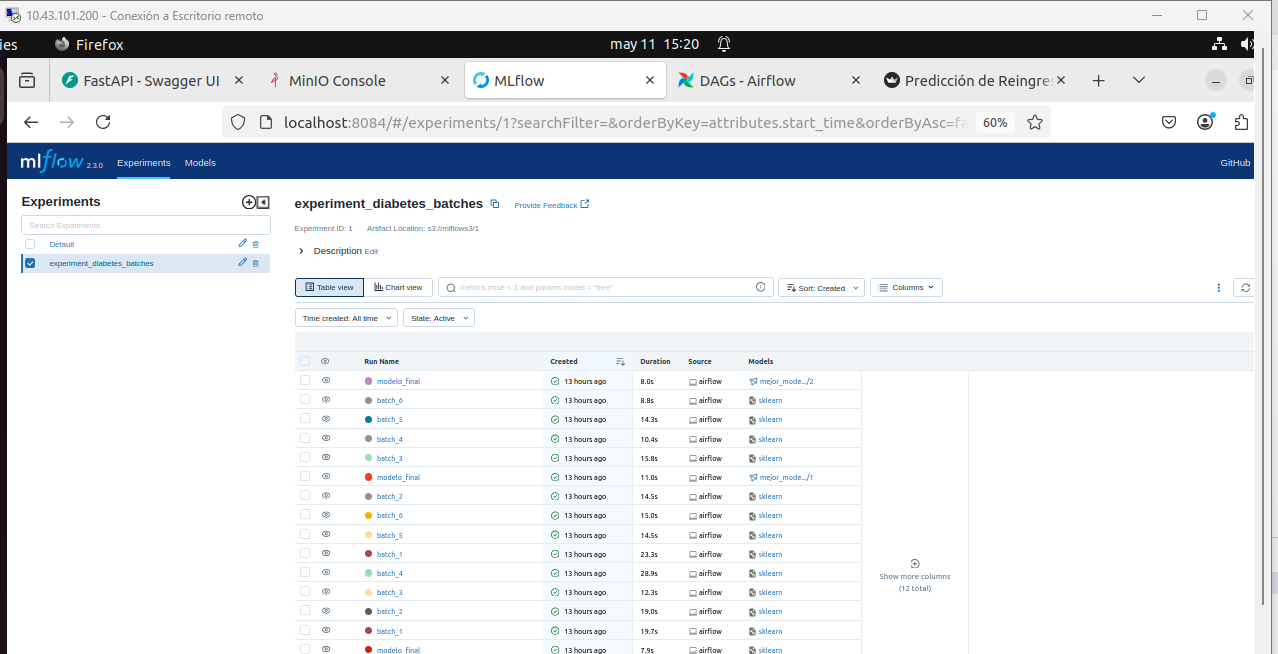 10.43.101.200 - Conexión a Escritorio remoto
ies Firefox may 11 15:20
FastAPI - Swagger UI MinIO Console MLflow DAGs - Airflow Predicción de Reingres
localhost:8084/#/experiments/1?searchFilter=&orderByKey=attributes.start_time&orderByAsc=fa 60%
mlflow 2.3.0 Experiments Models GitHub
Experiments
Search Experiments
Default
experiment_diabetes_batches
experiment_diabetes_batches Provide Feedback
Experiment ID: 1 Artifact Location: s3://mlflows3/1
Description Edit
Table view Chart view metrics.rmse < 1 and params.model = "tree" Sort: Created Columns
Time created: All time State: Active
Run Name Created Duration Source Models
modelo_final 13 hours ago 8.0s airflow mejor_mode.../2
batch_6 13 hours ago 8.8s airflow sklearn
batch_5 13 hours ago 14.3s airflow sklearn
batch_4 13 hours ago 10.4s airflow sklearn
batch_3 13 hours ago 15.8s airflow sklearn
modelo_final 13 hours ago 11.0s airflow mejor_mode.../1
batch_2 13 hours ago 14.5s airflow sklearn
batch_6 13 hours ago 15.0s airflow sklearn
batch_5 13 hours ago 14.5s airflow sklearn
batch_1 13 hours ago 23.3s airflow sklearn
batch_4 13 hours ago 28.9s airflow sklearn
batch_3 13 hours ago 12.3s airflow sklearn
batch_2 13 hours ago 19.0s airflow sklearn
batch_1 13 hours ago 19.7s airflow sklearn
modelo_final 13 hours ago 7.9s airflow sklearn
Show more columns
(12 total)